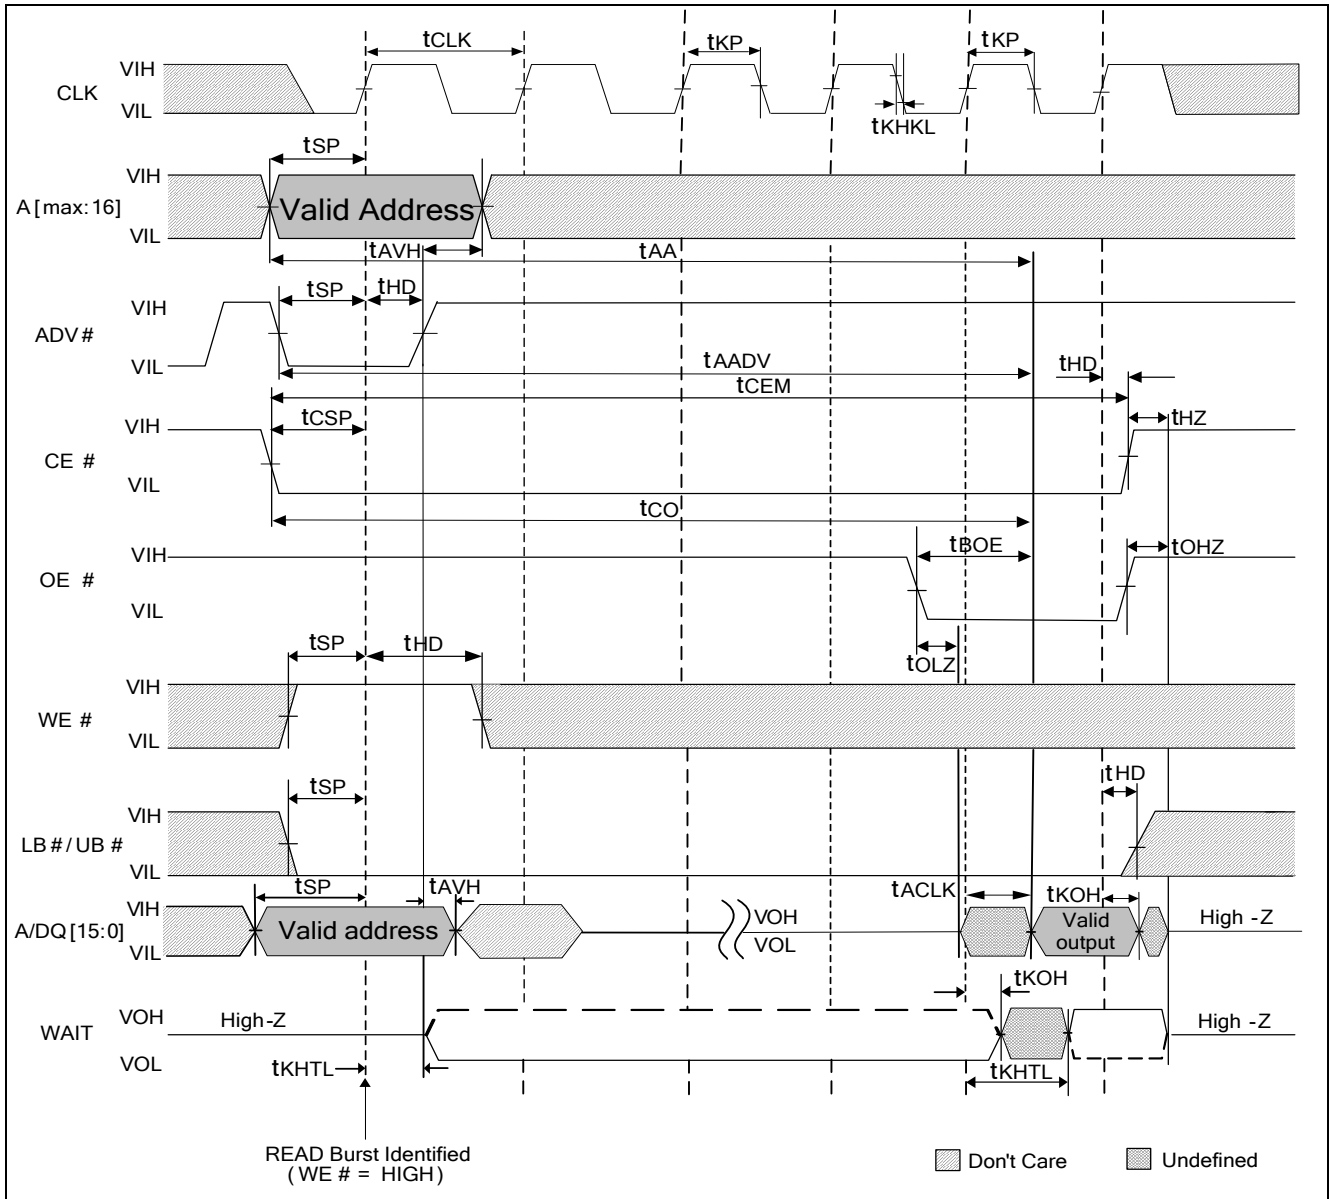 tCLK tKP tKP
VIH
CLK
VIL
tKHKL
tSP
VIH
A[max:16] Valid Address
VIL
tAVH tAA
tSP tHD
VIH
ADV#
VIL
tAADV tHD
tCEM
tCSP tHZ
VIH
CE #
VIL
tCO
VIH tBOE tOHZ
OE #
VIL
tSP tHD tOLZ
VIH
WE #
VIL
tSP tHD
VIH
LB#/UB #
VIL
tSP tAVH tACLK tKOH
VIH VOH
A/DQ[15:0] Valid address Valid output High -Z
VIL VOL
tKOH
VOH High-Z High -Z
WAIT
VOL tKHTL tKHTL
READ Burst Identified
(WE # = HIGH)
Don't Care Undefined